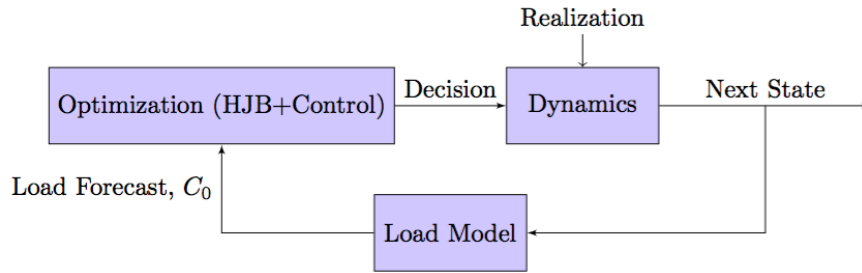 Realization
Optimization (HJB+Control)
Decision
Dynamics
Next State
Load Forecast, C₀
Load Model